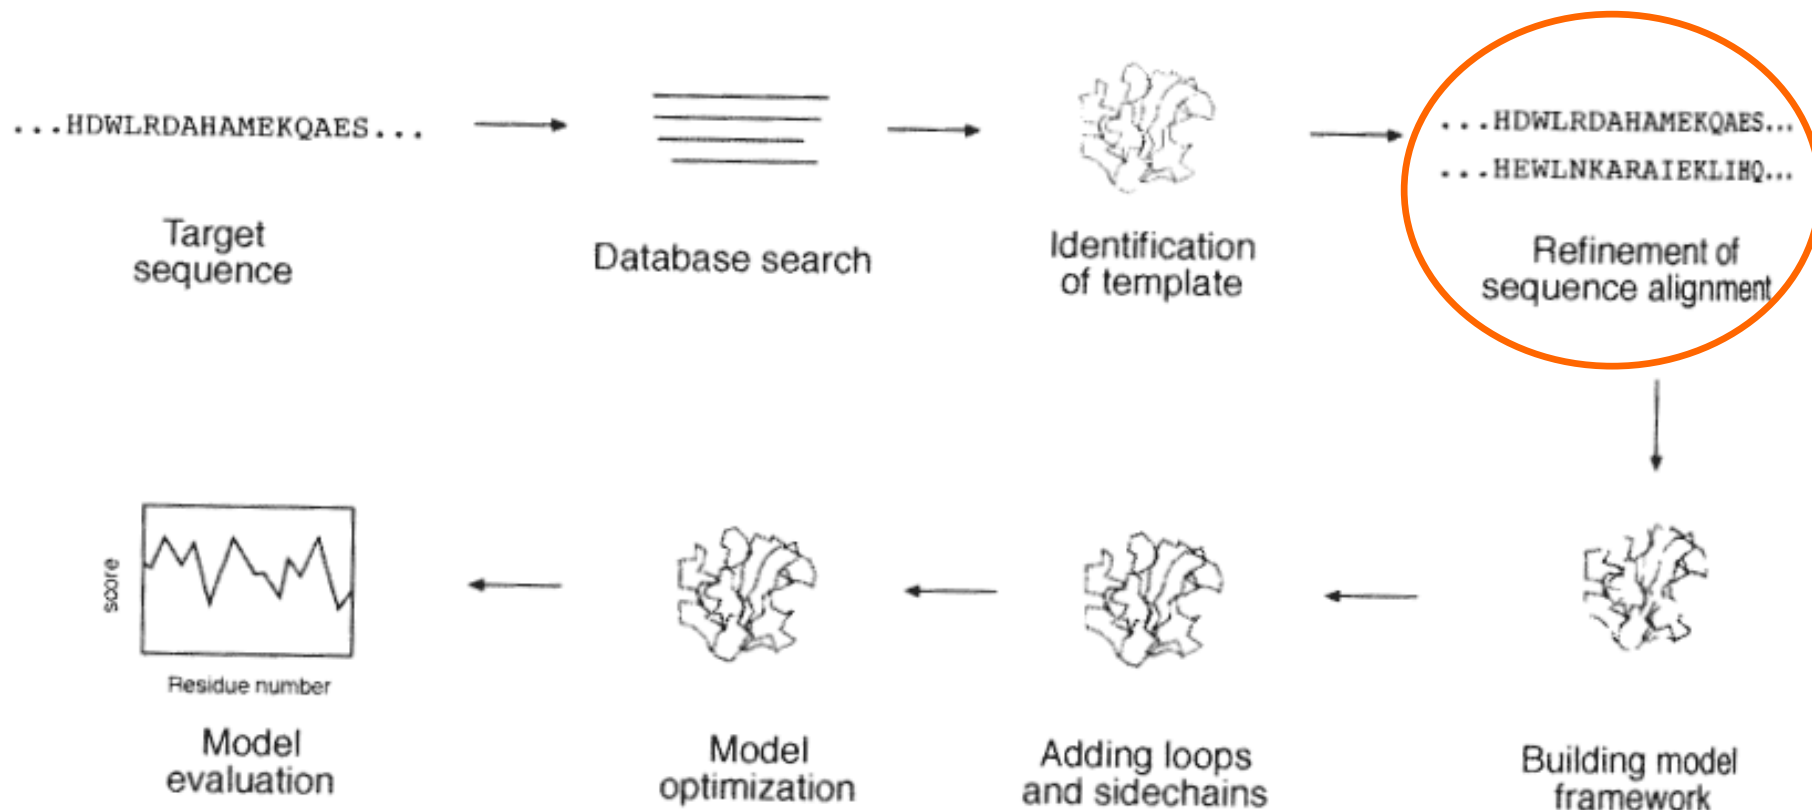 ...HDWLRDAHAMEKQAES...
Target
sequence
Database search
Identification
of template
...HDWLRDAHAMEKQAES...
...HEWLNKARAIEKLIHQ...
Refinement of
sequence alignment
score
Residue number
Model
evaluation
Model
optimization
Adding loops
and sidechains
Building model
framework